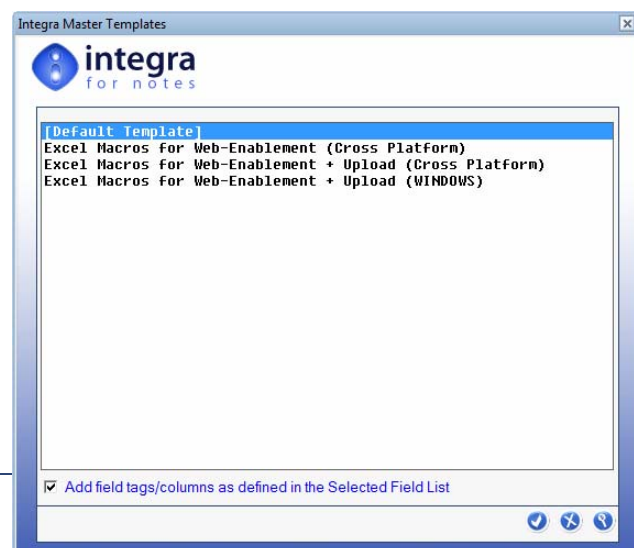 Integra Master Templates
integra
for notes
[Default Template]
Excel Macros for Web-Enablement (Cross Platform)
Excel Macros for Web-Enablement + Upload (Cross Platform)
Excel Macros for Web-Enablement + Upload (WINDOWS)
Add field tags/columns as defined in the Selected Field List